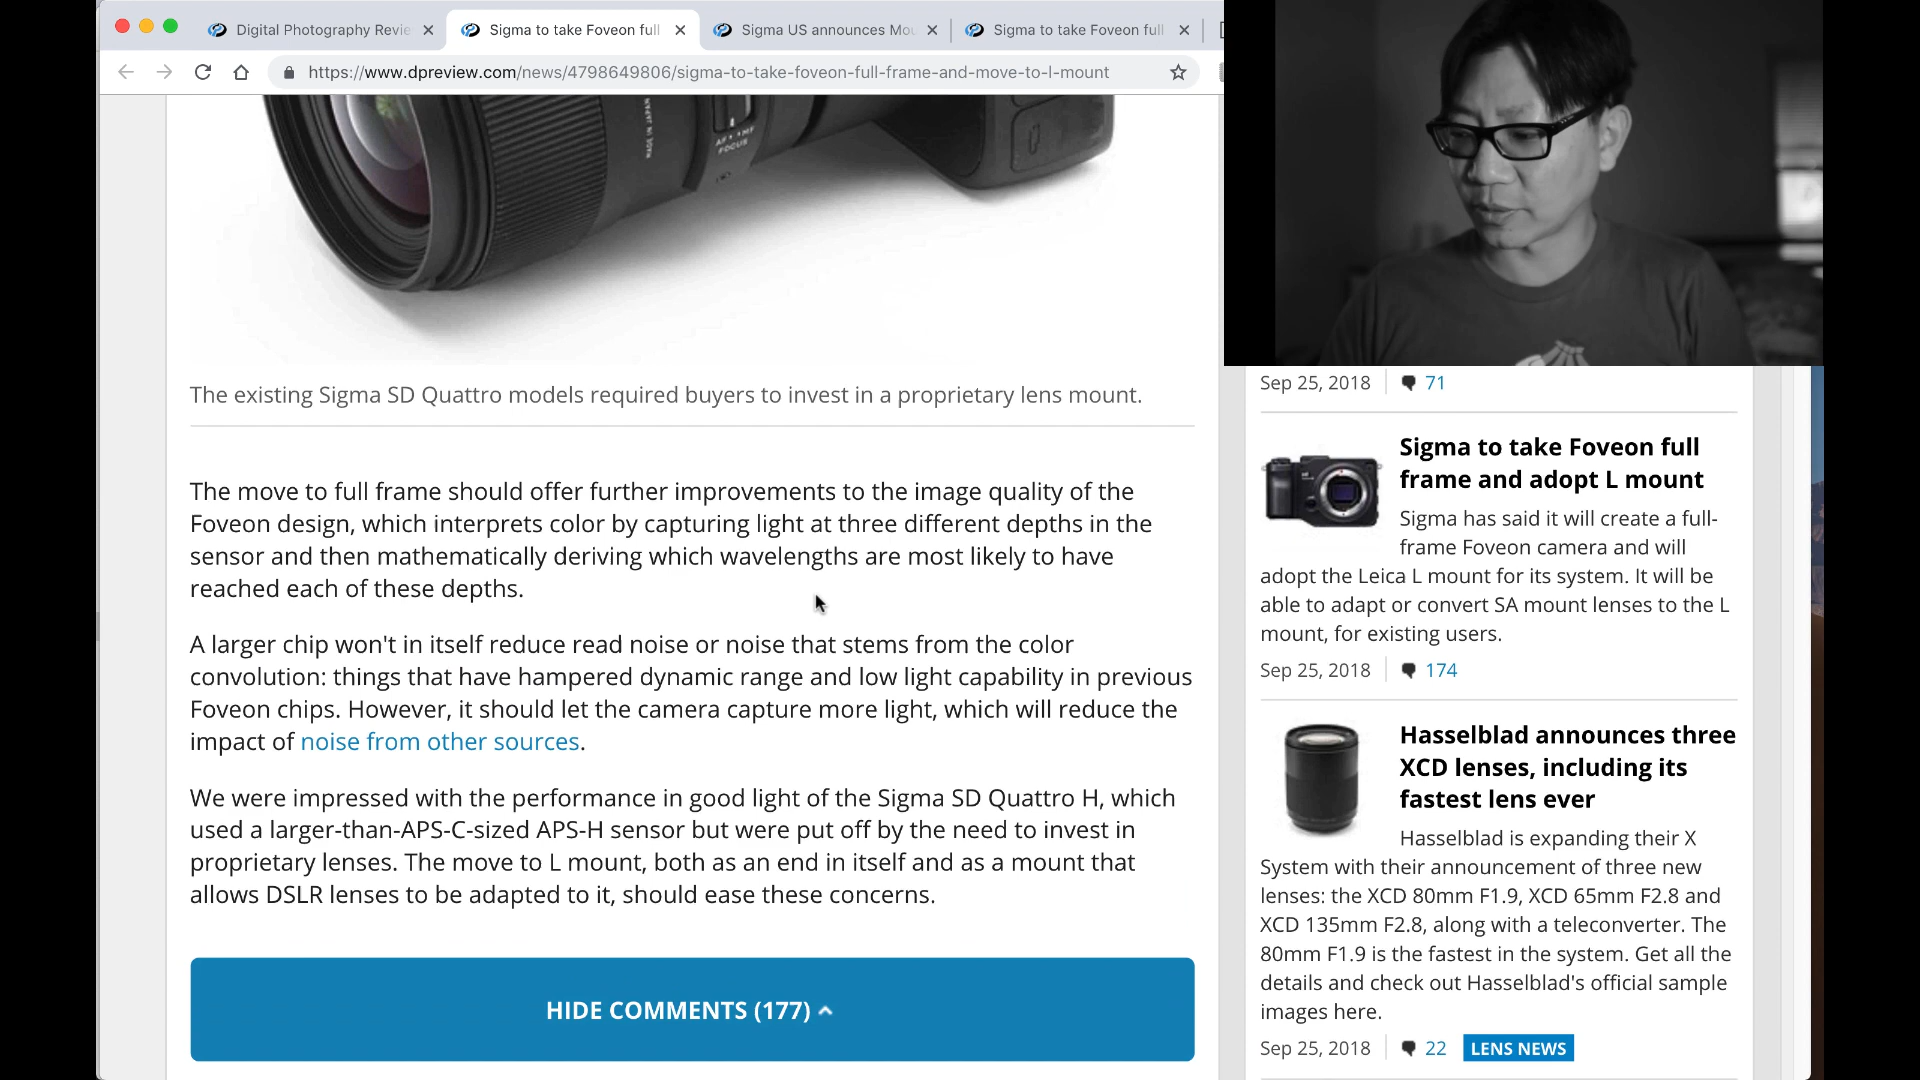 Digital Photography Revie
Sigma to take Foveon full
Sigma US announces Mou
Sigma to take Foveon full
https://www.dpreview.com/news/4798649806/sigma-to-take-foveon-full-frame-and-move-to-l-mount
MADE IN JAPAN
AF MF
FOCUS
The existing Sigma SD Quattro models required buyers to invest in a proprietary lens mount.
The move to full frame should offer further improvements to the image quality of the
Foveon design, which interprets color by capturing light at three different depths in the
sensor and then mathematically deriving which wavelengths are most likely to have
reached each of these depths.
A larger chip won't in itself reduce read noise or noise that stems from the color
convolution: things that have hampered dynamic range and low light capability in previous
Foveon chips. However, it should let the camera capture more light, which will reduce the
impact of noise from other sources.
We were impressed with the performance in good light of the Sigma SD Quattro H, which
used a larger-than-APS-C-sized APS-H sensor but were put off by the need to invest in
proprietary lenses. The move to L mount, both as an end in itself and as a mount that
allows DSLR lenses to be adapted to it, should ease these concerns.
HIDE COMMENTS (177)
Sep 25, 2018 71
Sigma to take Foveon full
frame and adopt L mount
Sigma has said it will create a full-
frame Foveon camera and will
adopt the Leica L mount for its system. It will be
able to adapt or convert SA mount lenses to the L
mount, for existing users.
Sep 25, 2018 174
Hasselblad announces three
XCD lenses, including its
fastest lens ever
Hasselblad is expanding their X
System with their announcement of three new
lenses: the XCD 80mm F1.9, XCD 65mm F2.8 and
XCD 135mm F2.8, along with a teleconverter. The
80mm F1.9 is the fastest in the system. Get all the
details and check out Hasselblad's official sample
images here.
Sep 25, 2018 22 LENS NEWS